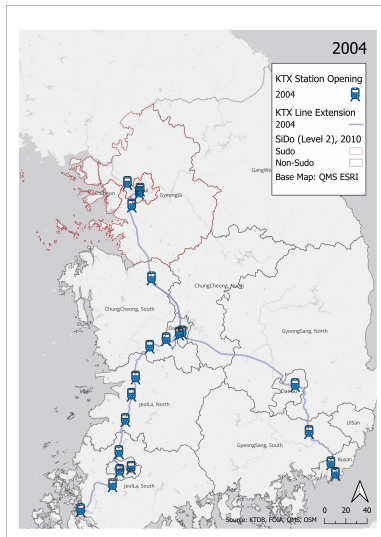 2004
KTX Station Opening
2004
KTX Line Extension
2004
SiDo (Level 2), 2010
Sudo
Non-Sudo
Base Map: QMS ESRI
GangWo
GyeongGi
ChungCheong, North
ChungCheong, South
GyeongSang, North
JeolLa, North
UlSan
GyeongSang, South
Busan
JeolLa, South
Source: KTDB, FOIA, QMS, OSM
0
20
40